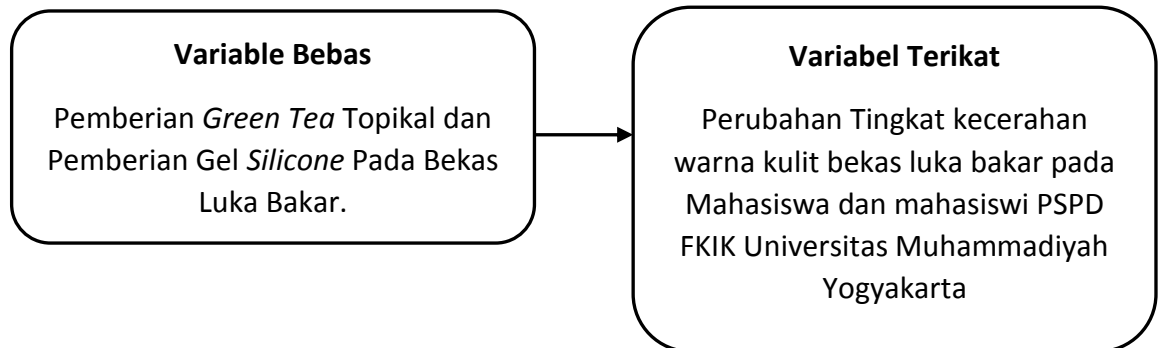 Variable Bebas
Pemberian Green Tea Topikal dan
Pemberian Gel Silicone Pada Bekas
Luka Bakar.
Variabel Terikat
Perubahan Tingkat kecerahan
warna kulit bekas luka bakar pada
Mahasiswa dan mahasiswi PSPD
FKIK Universitas Muhammadiyah
Yogyakarta